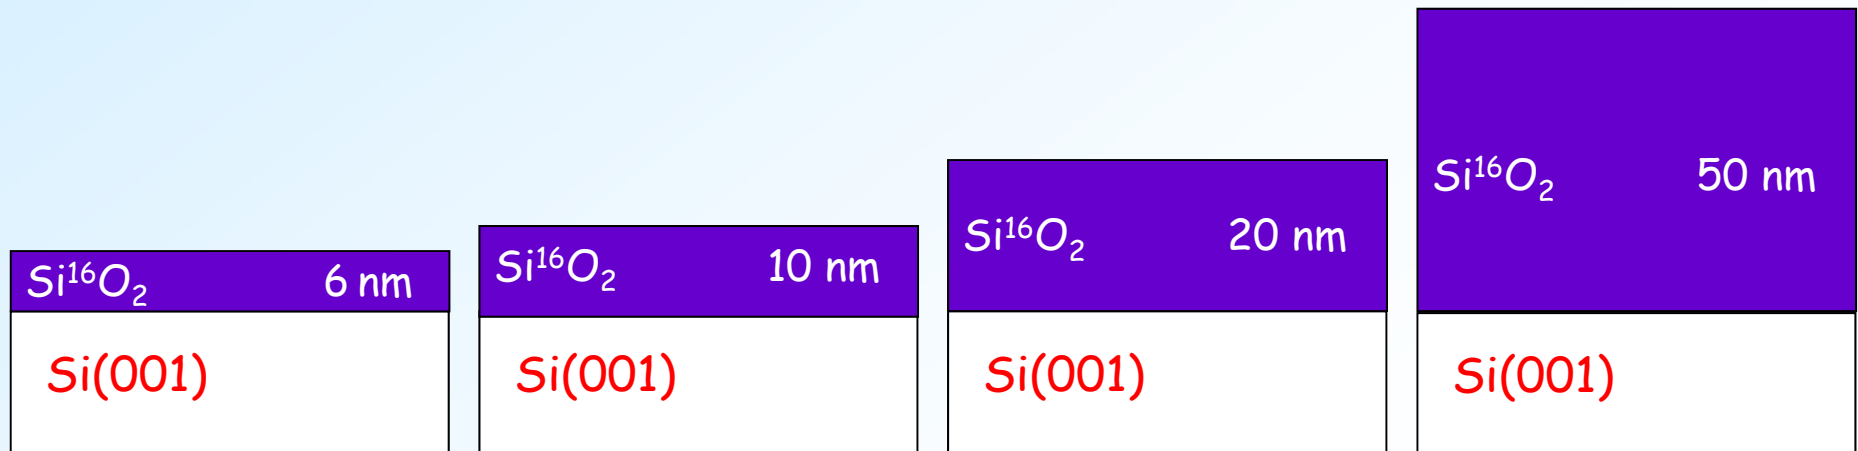 Si¹⁶O₂ 6 nm
Si(001)
Si¹⁶O₂ 10 nm
Si(001)
Si¹⁶O₂ 20 nm
Si(001)
Si¹⁶O₂ 50 nm
Si(001)